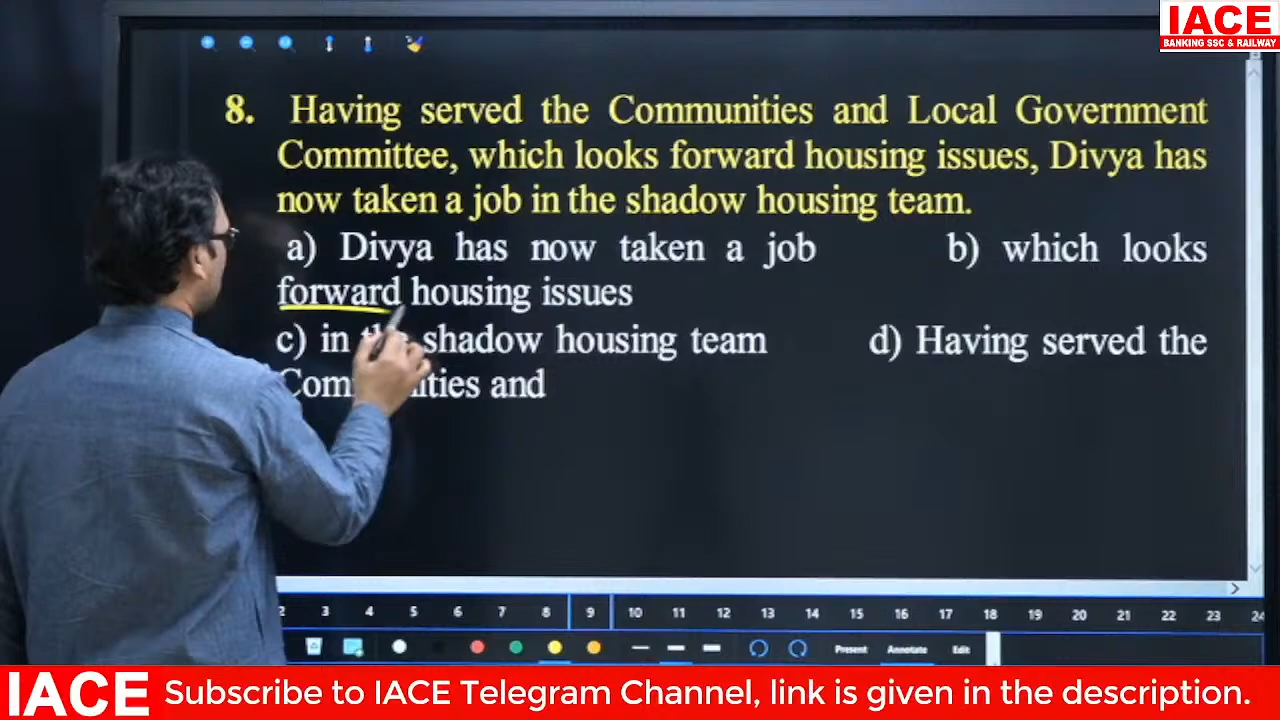 IACE
BANKING SSC & RAILWAY
8. Having served the Communities and Local Government
Committee, which looks forward housing issues, Divya has
now taken a job in the shadow housing team.
a) Divya has now taken a job b) which looks
forward housing issues
c) in the shadow housing team d) Having served the
Communities and
2 3 4 5 6 7 8 9 10 11 12 13 14 15 16 17 18 19 20 21 22 23 24
Present Annotate Edit
IACE Subscribe to IACE Telegram Channel, link is given in the description.